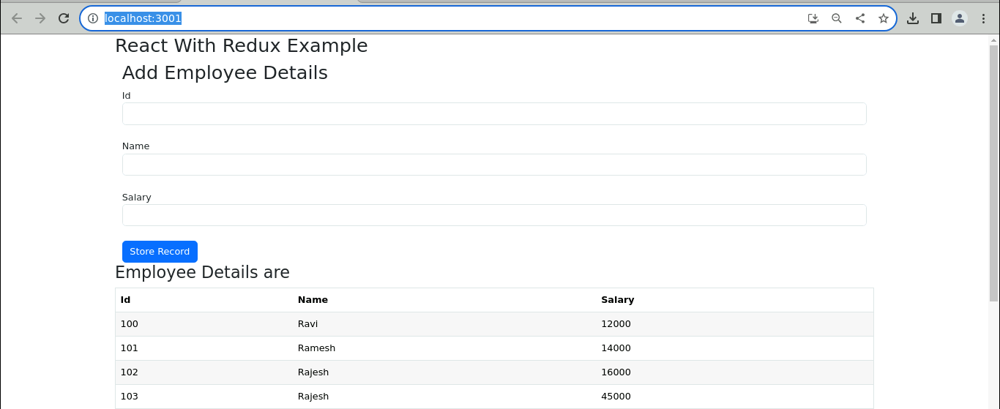 localhost:3001
React With Redux Example
Add Employee Details
Id
Name
Salary
Store Record
Employee Details are
Id Name Salary
100 Ravi 12000
101 Ramesh 14000
102 Rajesh 16000
103 Rajesh 45000